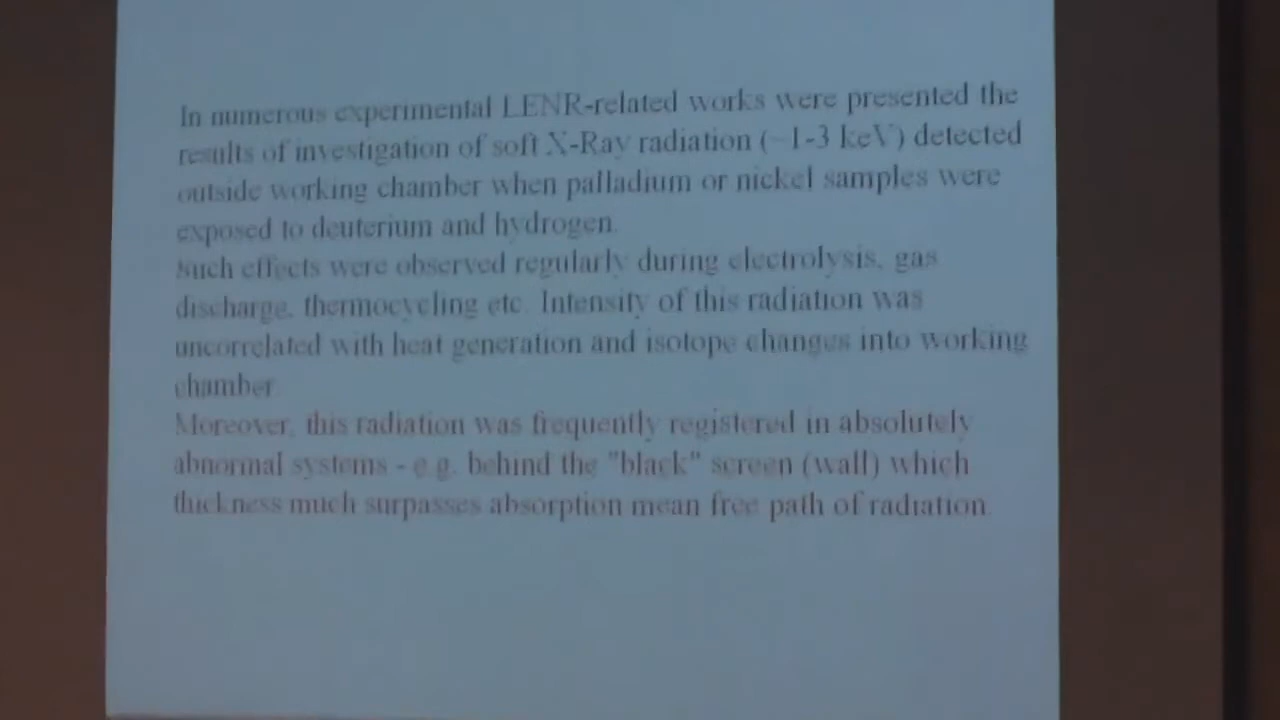 In numerous experimental LENR-related works were presented the
results of investigation of soft X-Ray radiation (~1-3 keV) detected
outside working chamber when palladium or nickel samples were
exposed to deuterium and hydrogen.
Such effects were observed regularly during electrolysis, gas
discharge, thermocycling etc. Intensity of this radiation was
uncorrelated with heat generation and isotope changes into working
chamber
Moreover, this radiation was frequently registered in absolutely
abnormal systems - e.g. behind the "black" screen (wall) which
thickness much surpasses absorption mean free path of radiation.